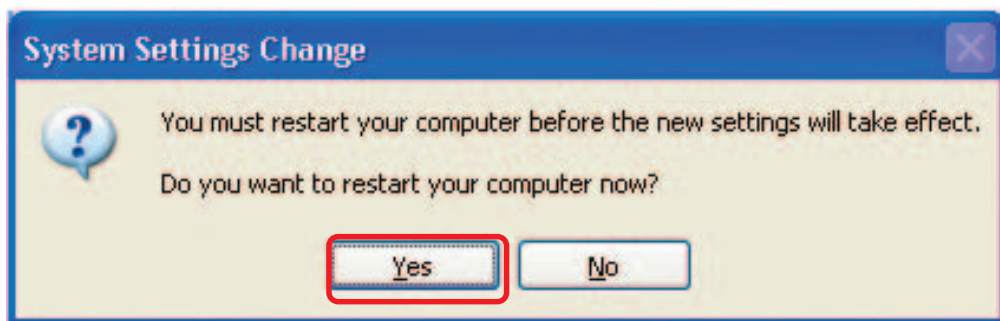 System Settings Change
?
You must restart your computer before the new settings will take effect.
Do you want to restart your computer now?
Yes
No